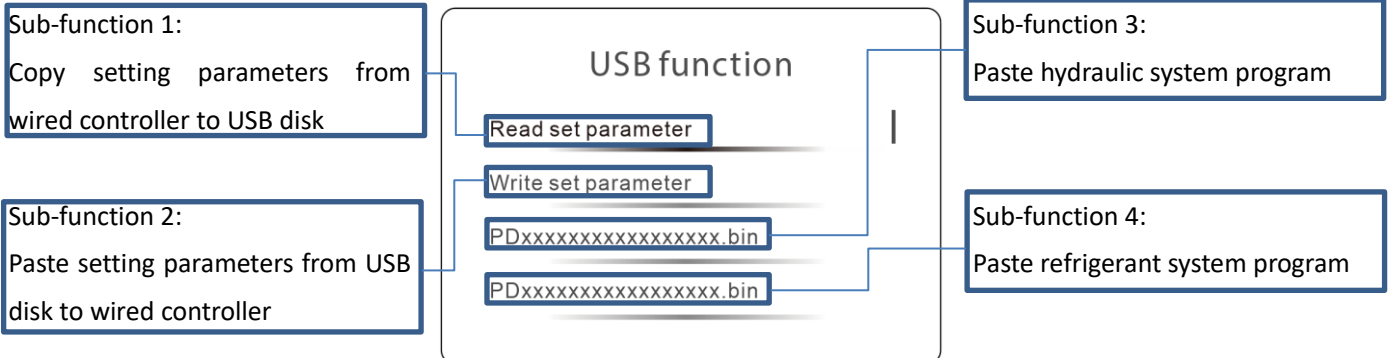 Sub-function 1:
Copy setting parameters from
wired controller to USB disk
Sub-function 2:
Paste setting parameters from USB
disk to wired controller
USB function
Read set parameter
Write set parameter
PDxxxxxxxxxxxxxxxxx.bin
PDxxxxxxxxxxxxxxxxx.bin
Sub-function 3:
Paste hydraulic system program
Sub-function 4:
Paste refrigerant system program